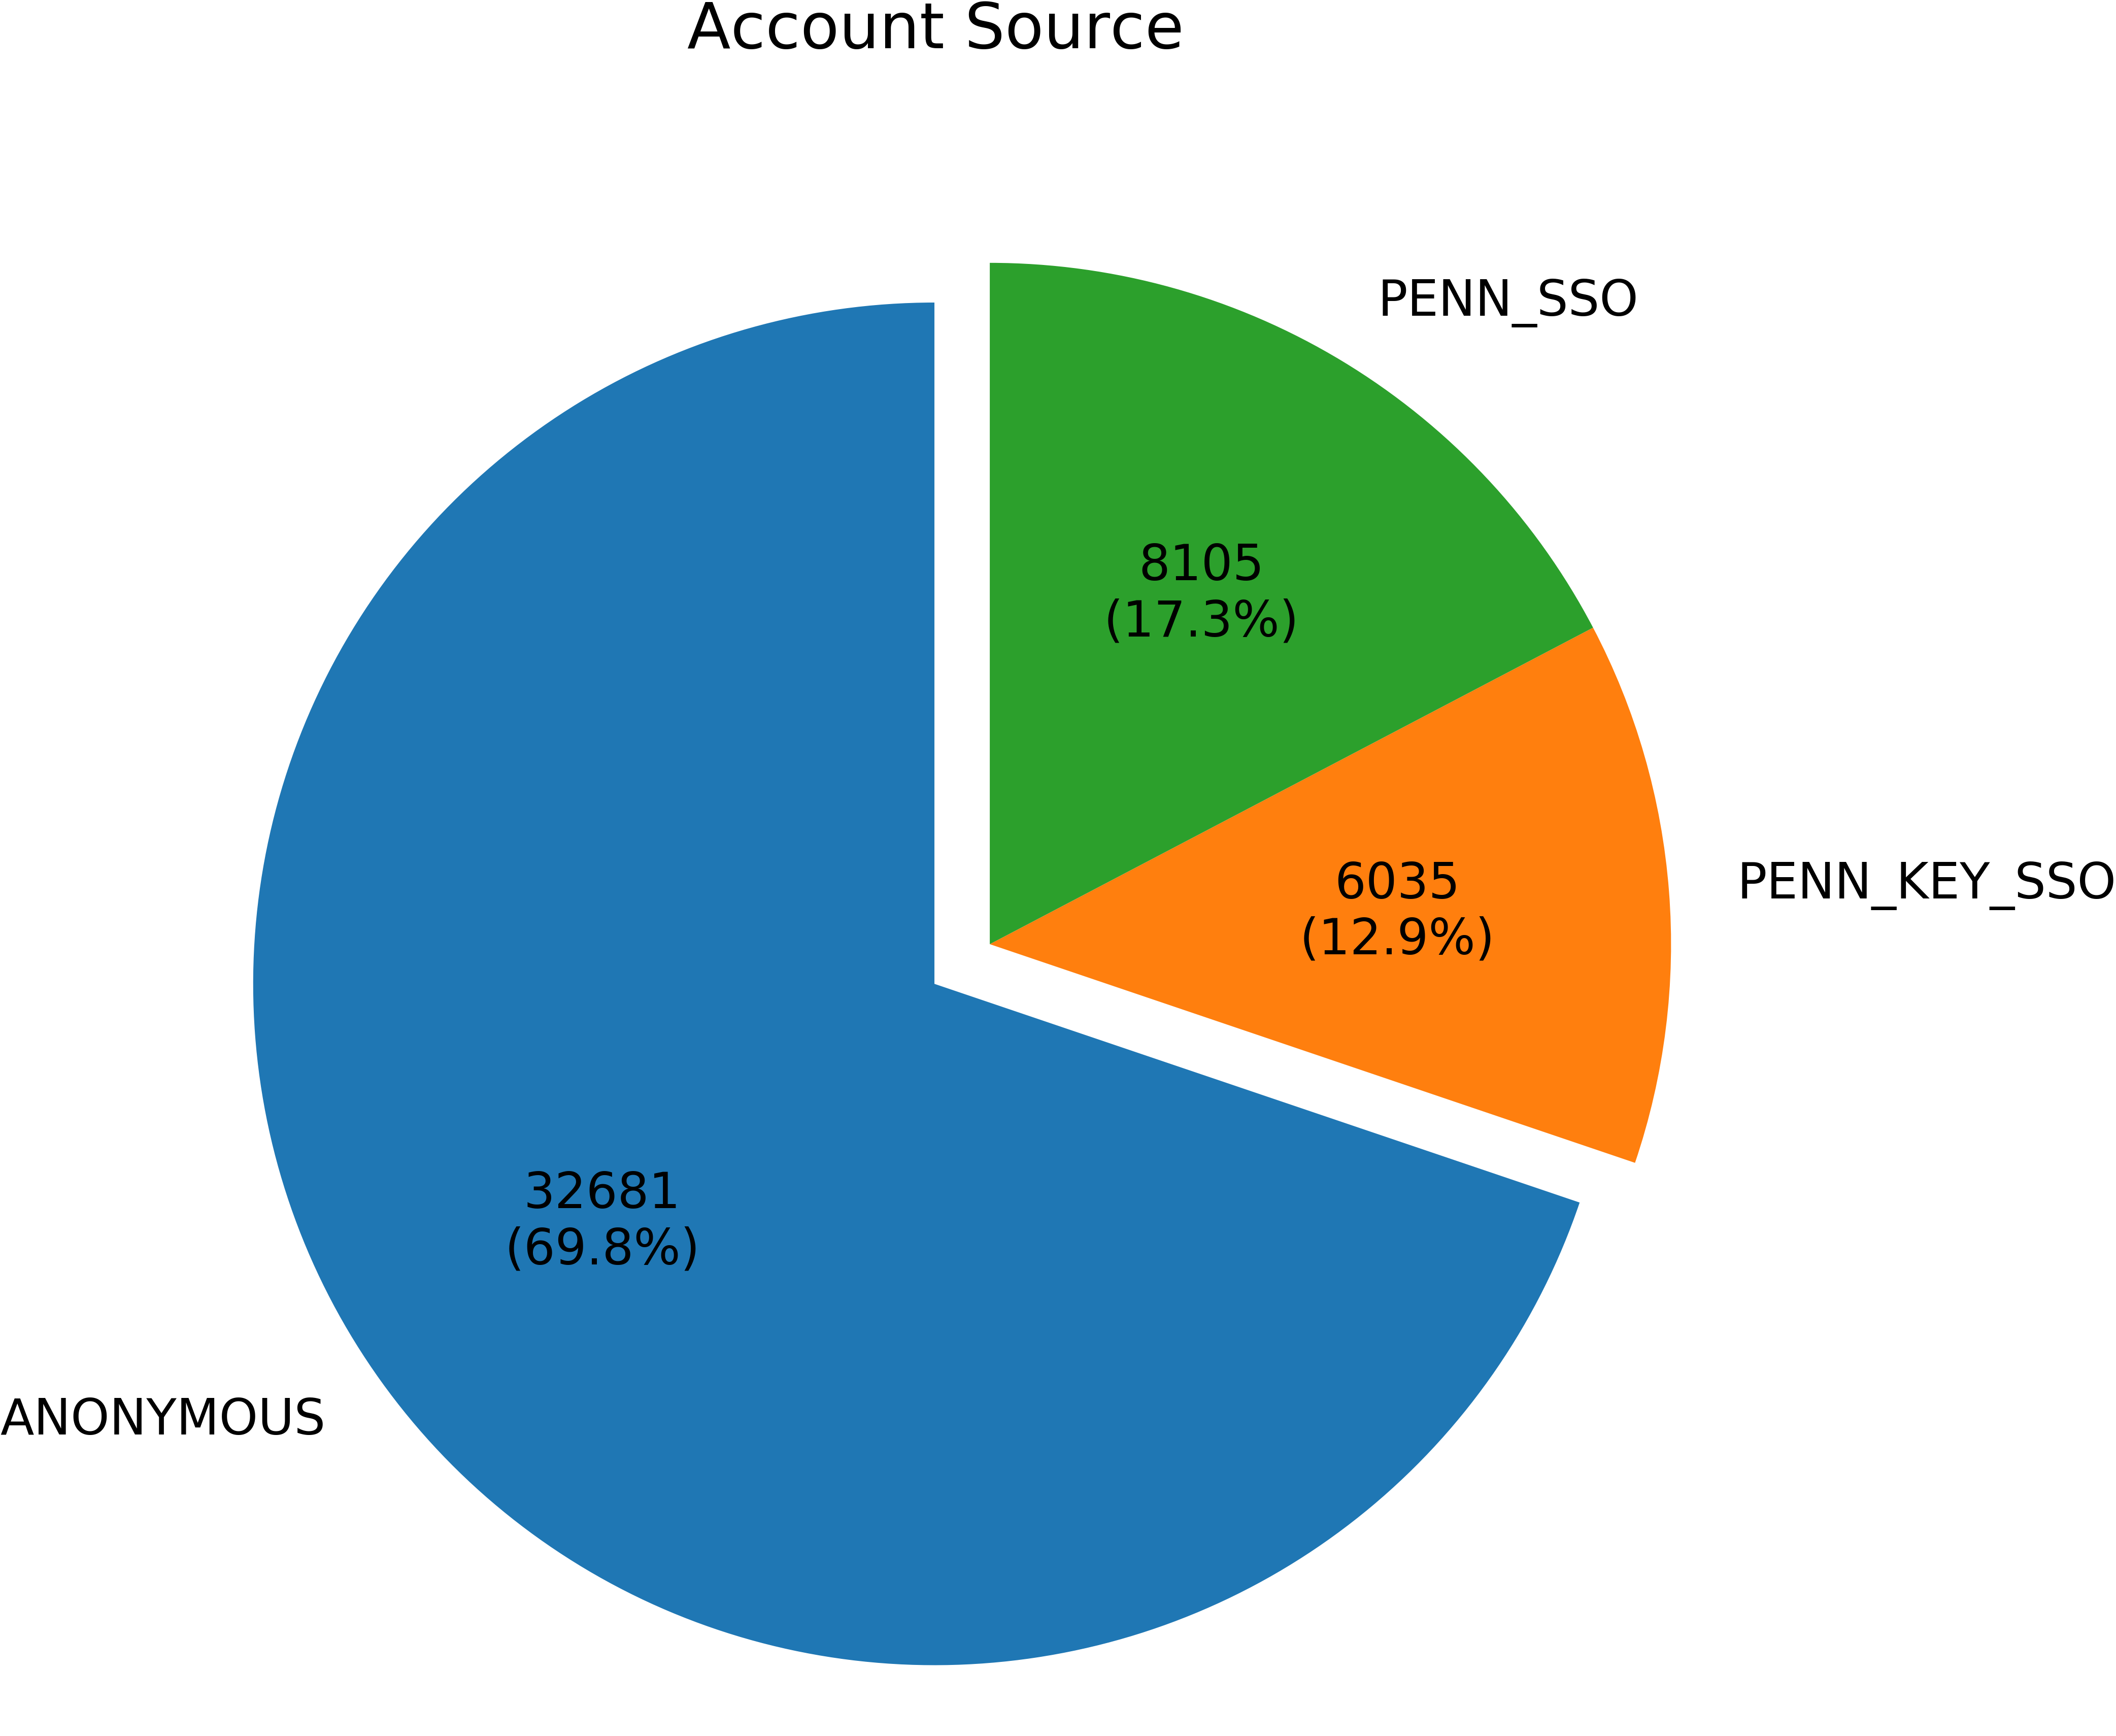 Account Source
PENN_SSO
8105
(17.3%)
6035
(12.9%)
PENN_KEY_SSO
32681
(69.8%)
ANONYMOUS